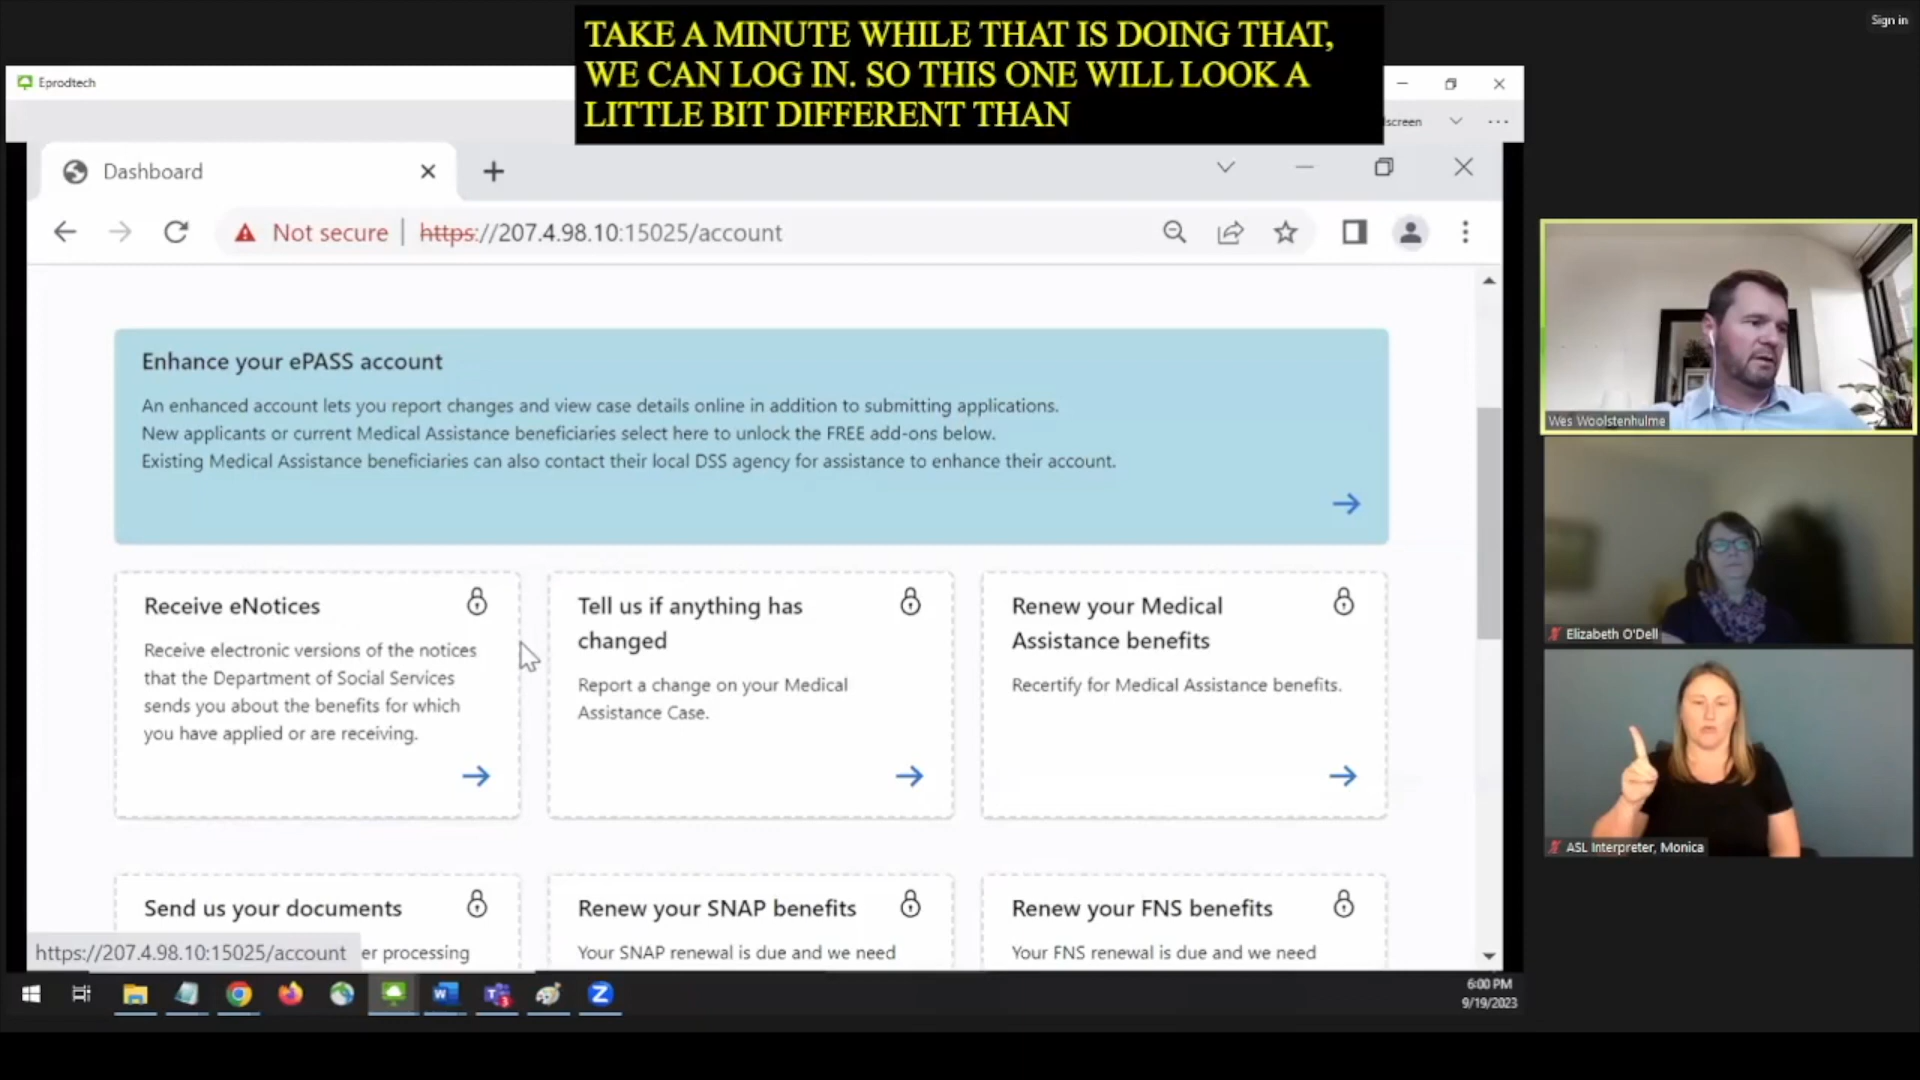 Sign in
TAKE A MINUTE WHILE THAT IS DOING THAT,
WE CAN LOG IN. SO THIS ONE WILL LOOK A
LITTLE BIT DIFFERENT THAN
Eprodtech
screen
Dashboard
Not secure | https://207.4.98.10:15025/account
Enhance your ePASS account
An enhanced account lets you report changes and view case details online in addition to submitting applications.
New applicants or current Medical Assistance beneficiaries select here to unlock the FREE add-ons below.
Existing Medical Assistance beneficiaries can also contact their local DSS agency for assistance to enhance their account.
Receive eNotices
Receive electronic versions of the notices
that the Department of Social Services
sends you about the benefits for which
you have applied or are receiving.
Tell us if anything has
changed
Report a change on your Medical
Assistance Case.
Renew your Medical
Assistance benefits
Recertify for Medical Assistance benefits.
Send us your documents
er processing
Renew your SNAP benefits
Your SNAP renewal is due and we need
Renew your FNS benefits
Your FNS renewal is due and we need
https://207.4.98.10:15025/account
6:00 PM
9/19/2023
Wes Woolstenhulme
Elizabeth O'Dell
ASL Interpreter, Monica